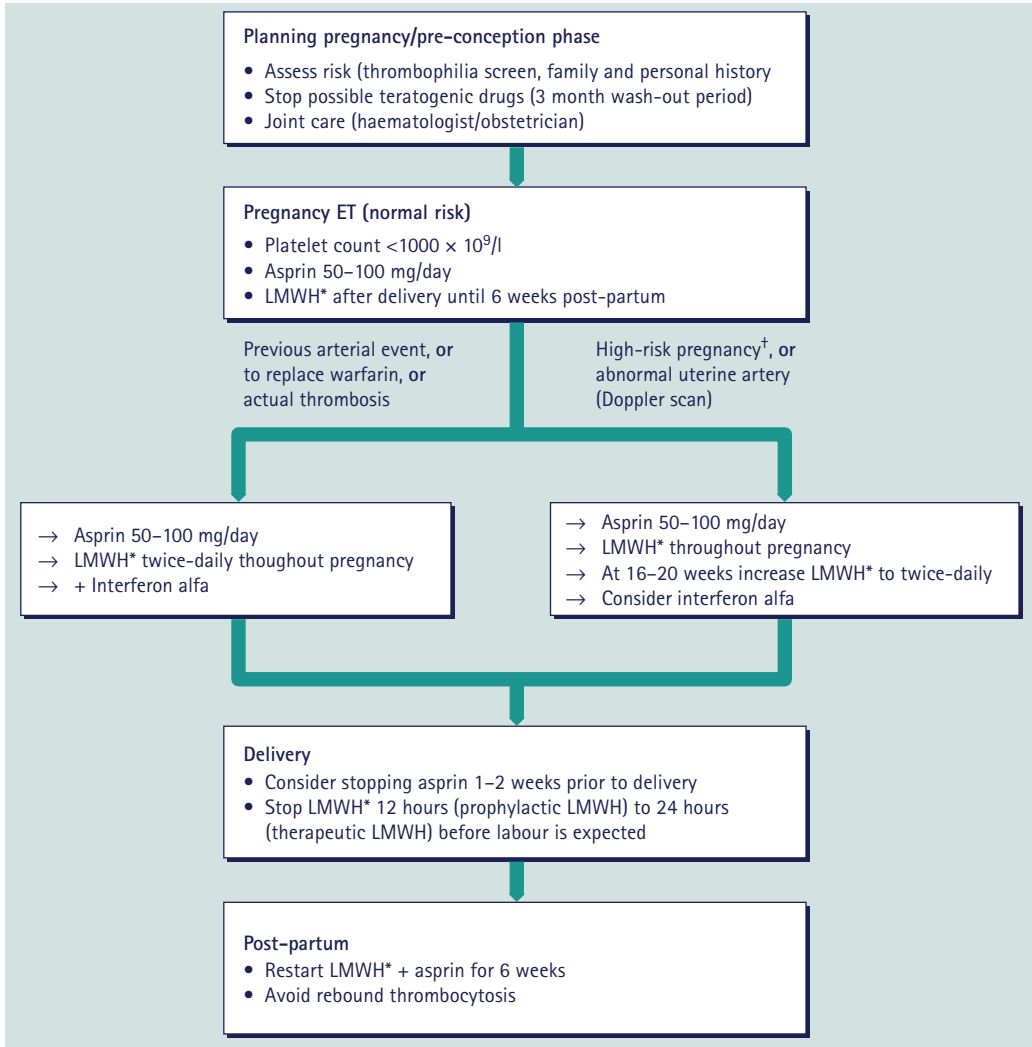 Planning pregnancy/pre-conception phase
• Assess risk (thrombophilia screen, family and personal history
• Stop possible teratogenic drugs (3 month wash-out period)
• Joint care (haematologist/obstetrician)
Pregnancy ET (normal risk)
• Platelet count <1000 × 10⁹/l
• Asprin 50–100 mg/day
• LMWH* after delivery until 6 weeks post-partum
Previous arterial event, or
to replace warfarin, or
actual thrombosis
High-risk pregnancy†, or
abnormal uterine artery
(Doppler scan)
→ Asprin 50–100 mg/day
→ LMWH* twice-daily thoughout pregnancy
→ + Interferon alfa
→ Asprin 50–100 mg/day
→ LMWH* throughout pregnancy
→ At 16–20 weeks increase LMWH* to twice-daily
→ Consider interferon alfa
Delivery
• Consider stopping asprin 1–2 weeks prior to delivery
• Stop LMWH* 12 hours (prophylactic LMWH) to 24 hours
(therapeutic LMWH) before labour is expected
Post-partum
• Restart LMWH* + asprin for 6 weeks
• Avoid rebound thrombocytosis